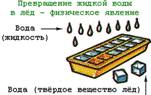 Превращение жидкой воды
в лёд - физическое явление
Вода
(жидкость)
Вода (твёрдое вещество лёд)